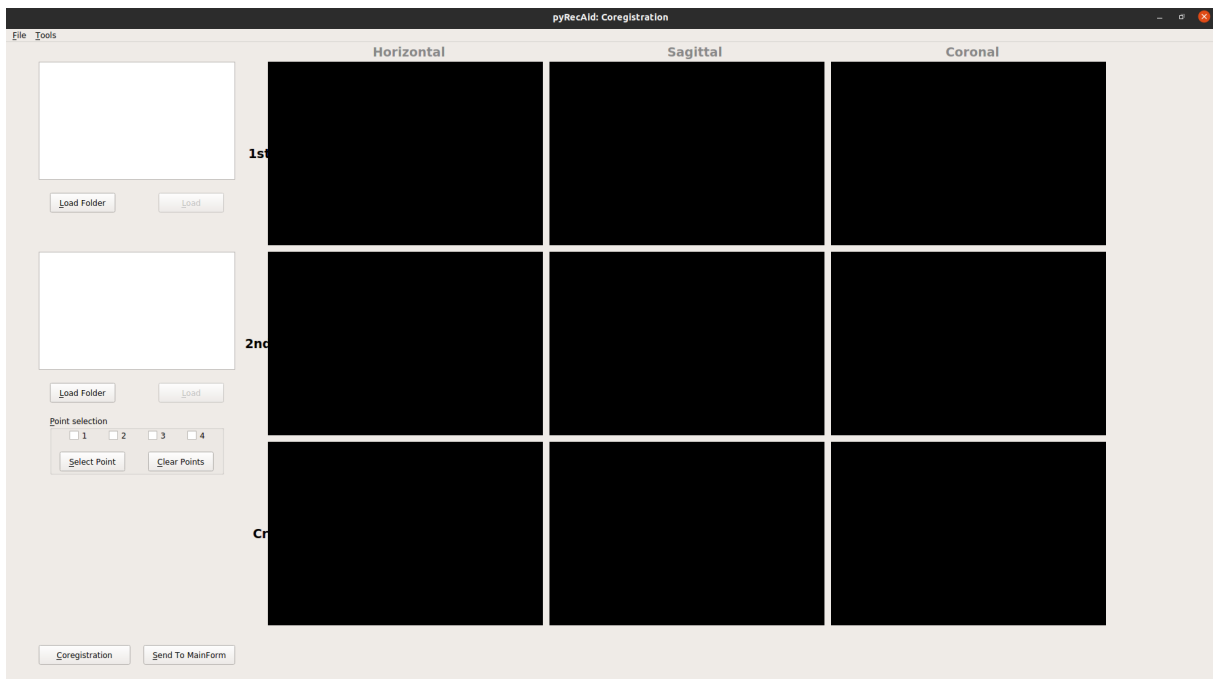 pyRecAid: Coregistration
File Tools
Horizontal Sagittal Coronal
1st
Load Folder Load
2nd
Load Folder Load
Point selection
1 2 3 4
Select Point Clear Points
Cr
Coregistration Send To MainForm